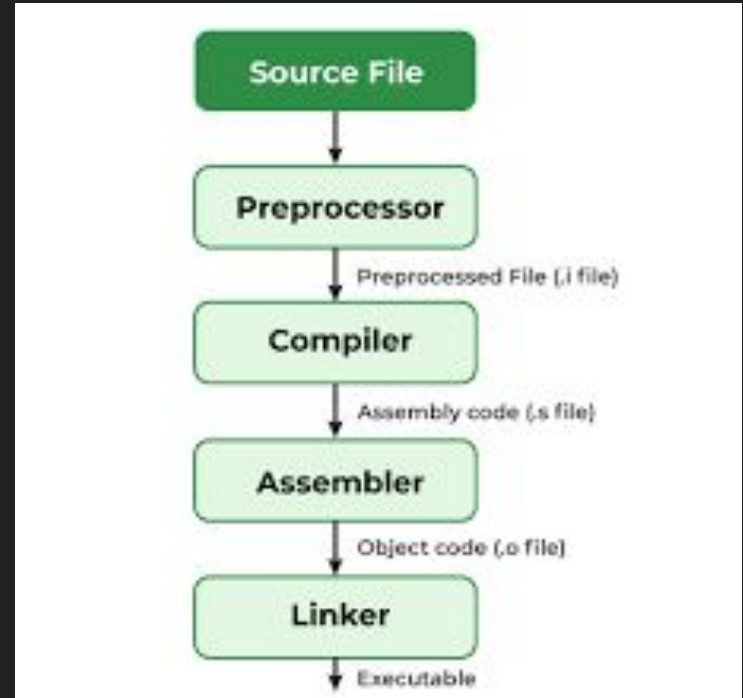 Source File
Preprocessor
Preprocessed File (.i file)
Compiler
Assembly code (.s file)
Assembler
Object code (.o file)
Linker
Executable